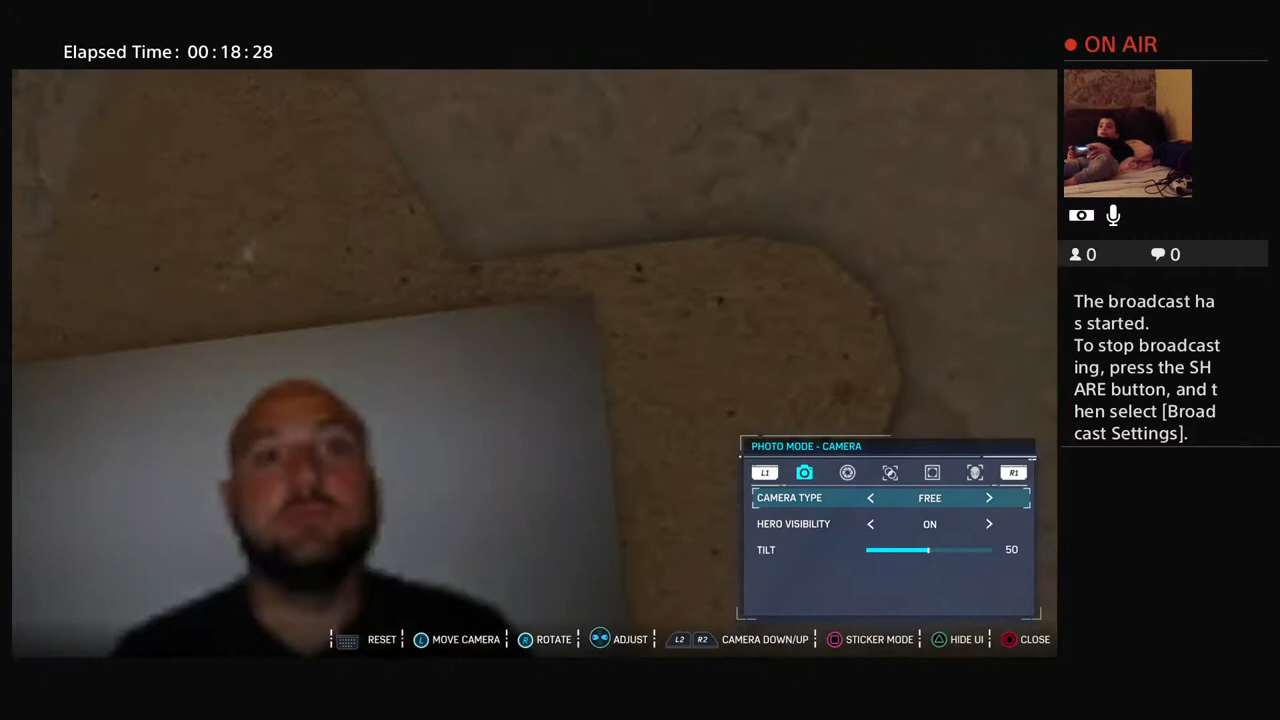 Elapsed Time: 00:18:28
ON AIR
0 0
The broadcast ha
s started.
To stop broadcast
ing, press the SH
ARE button, and t
hen select [Broad
cast Settings].
PHOTO MODE - CAMERA
L1 R1
CAMERA TYPE FREE
HERO VISIBILITY ON
TILT 50
RESET L MOVE CAMERA R ROTATE ADJUST L2 R2 CAMERA DOWN/UP STICKER MODE HIDE UI CLOSE